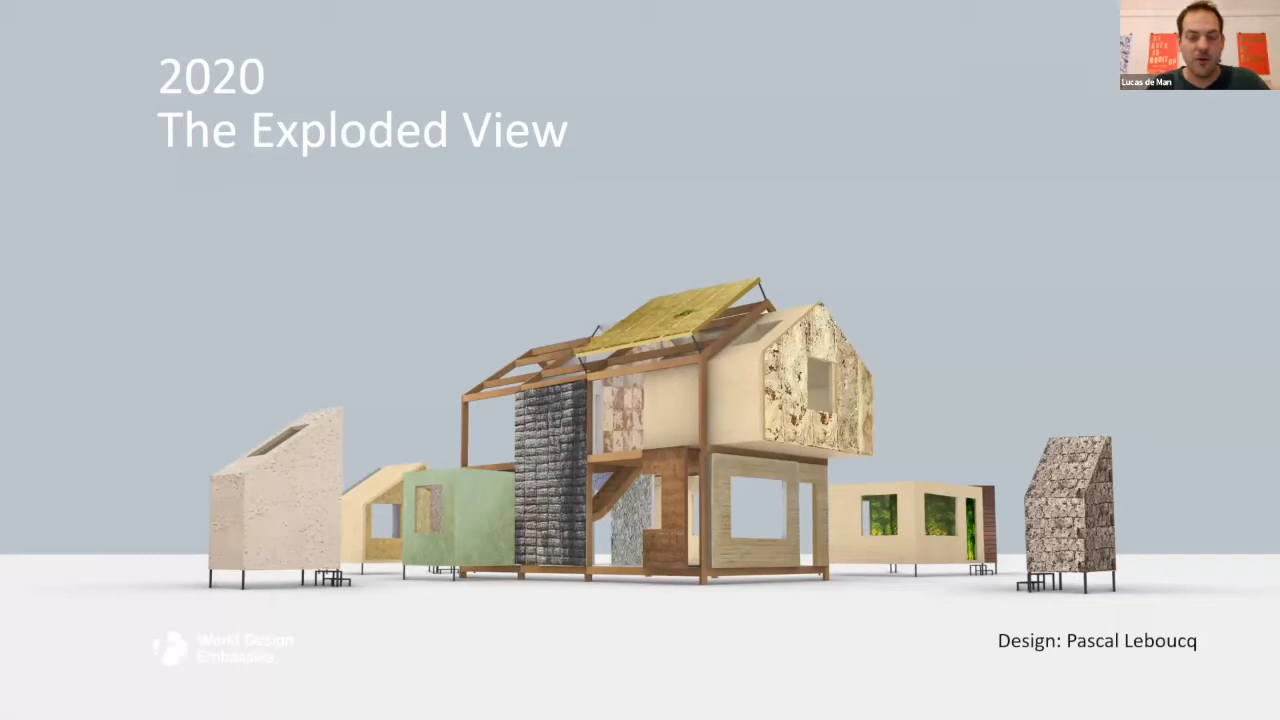 2020
The Exploded View
Lucas de Man
World Design
Embassies
Design: Pascal Leboucq